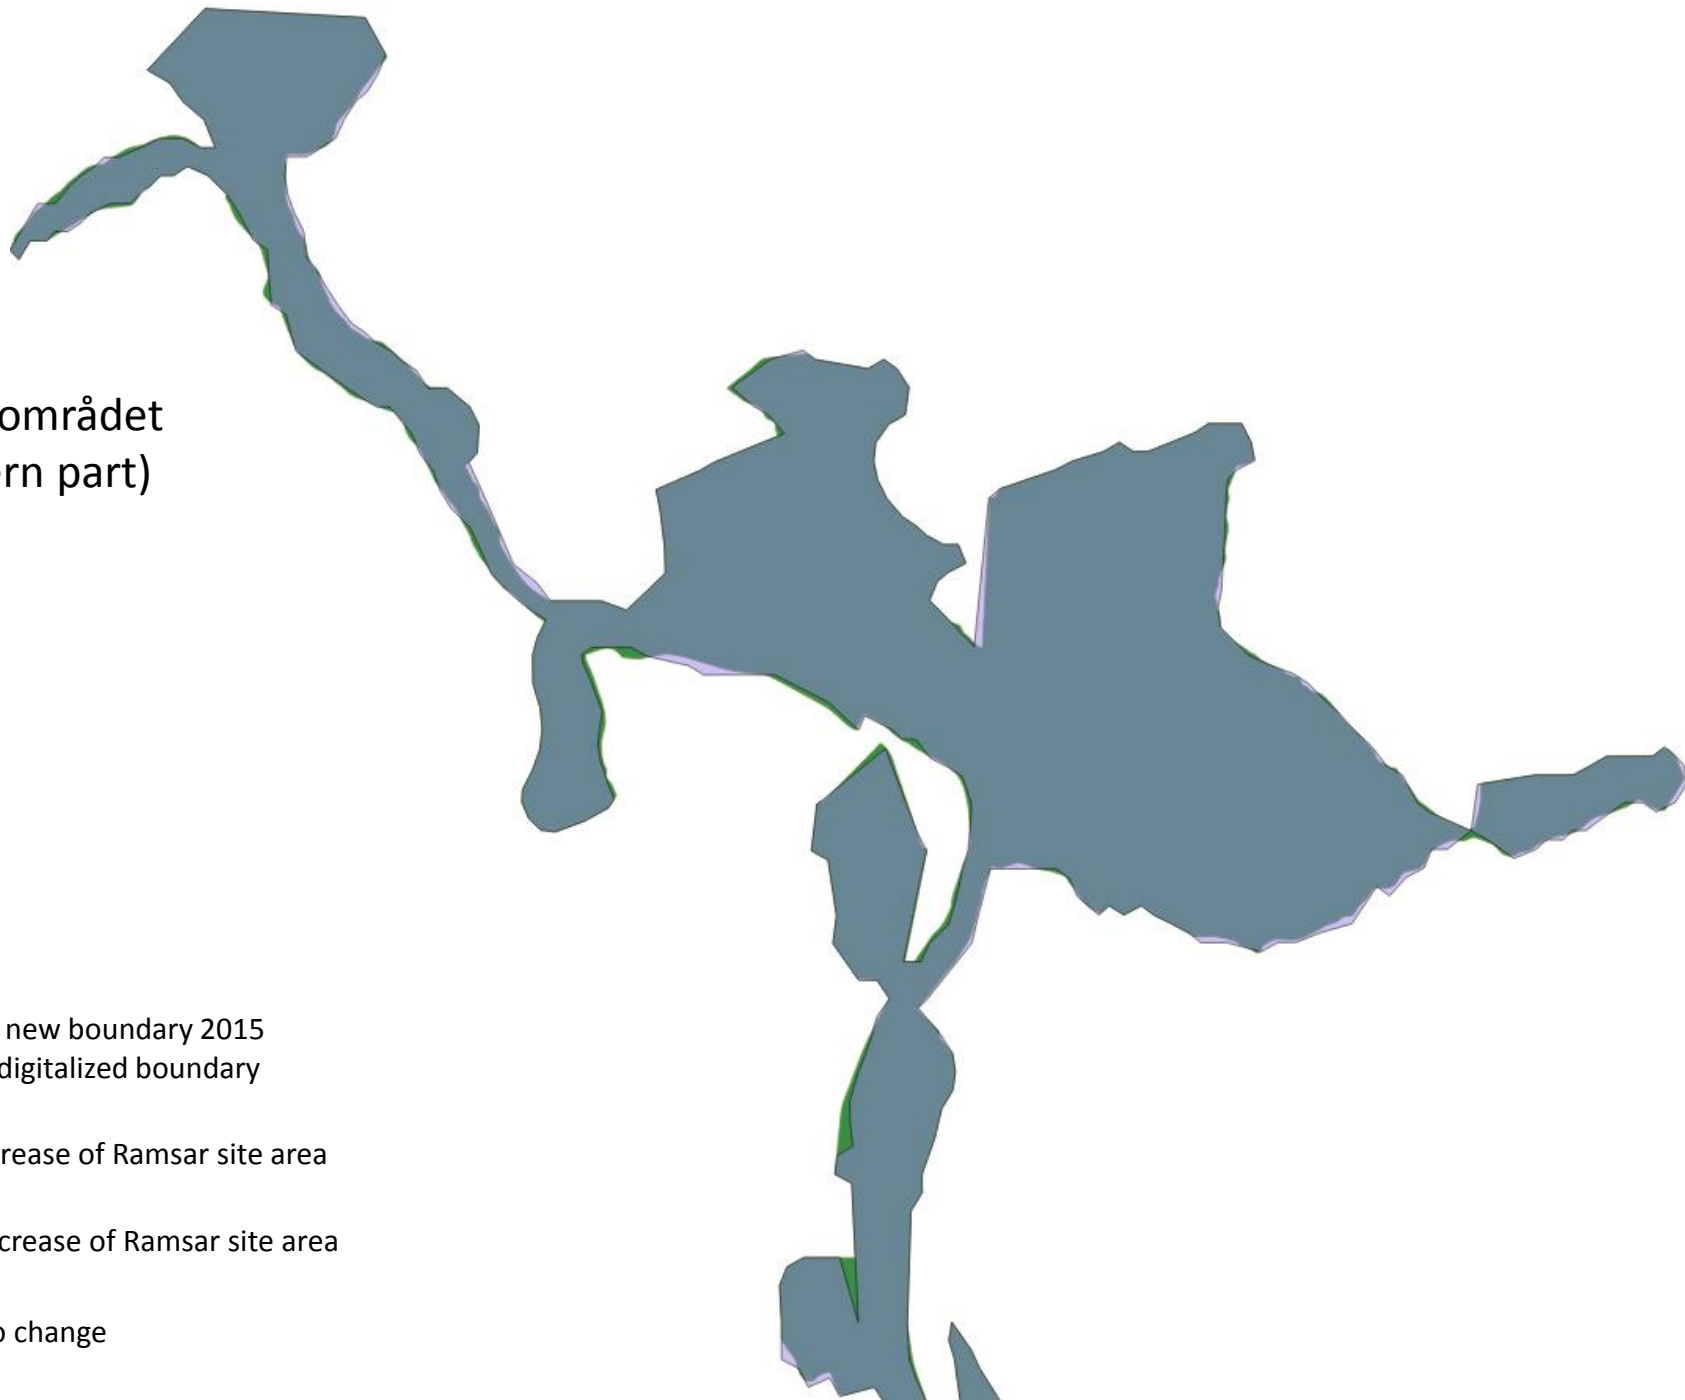 området
rn part)
new boundary 2015
digitalized boundary
rease of Ramsar site area
crease of Ramsar site area
change